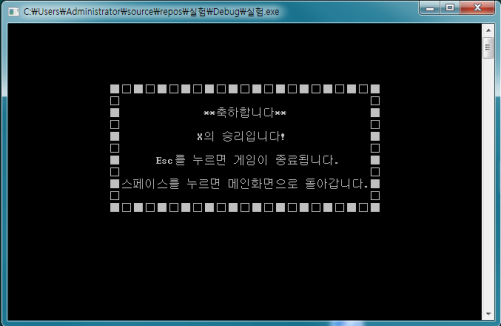 C:₩Users₩Administrator₩source₩repos₩실험₩Debug₩실험.exe
**축하합니다**
X의 승리입니다!
Esc를 누르면 게임이 종료됩니다.
스페이스를 누르면 메인화면으로 돌아갑니다.